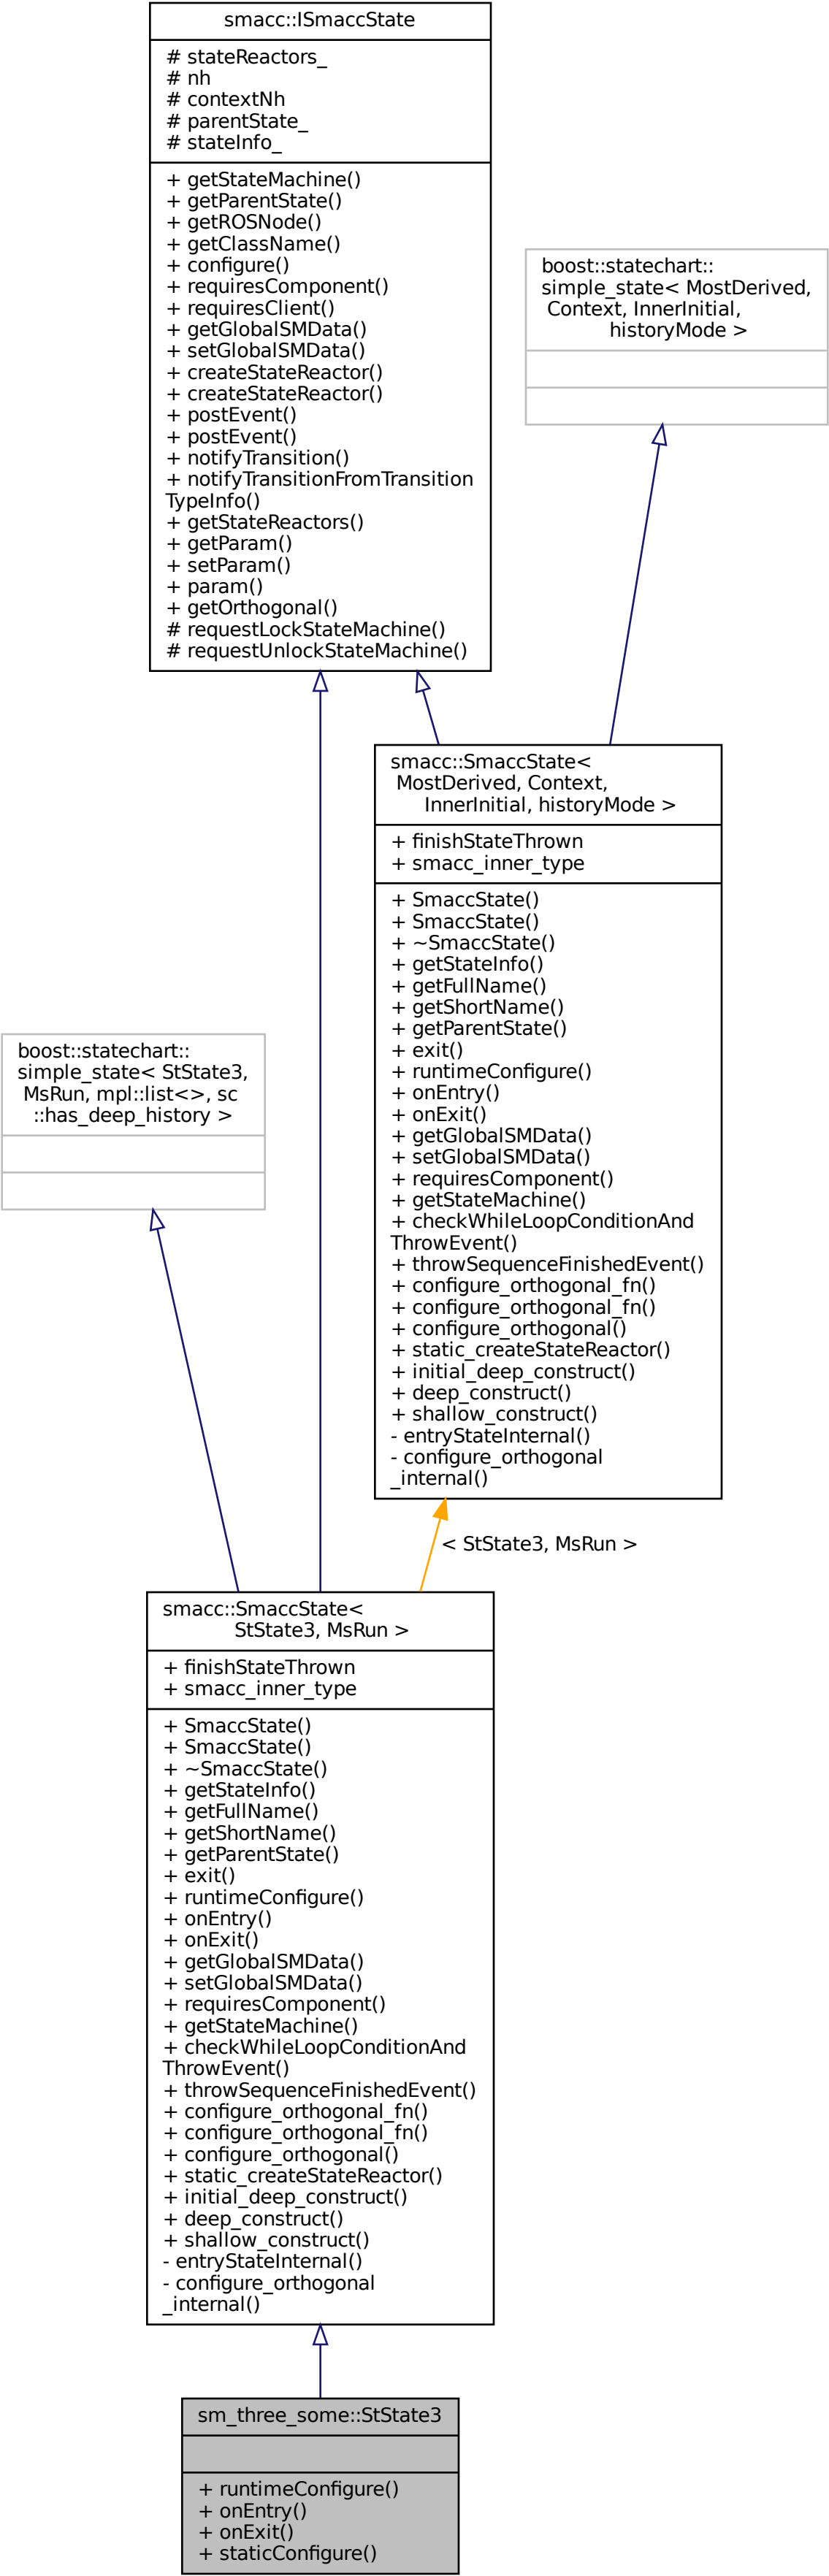 smacc::ISmaccState
# stateReactors_
# nh
# contextNh
# parentState_
# stateInfo_
+ getStateMachine()
+ getParentState()
+ getROSNode()
+ getClassName()
+ configure()
+ requiresComponent()
+ requiresClient()
+ getGlobalSMData()
+ setGlobalSMData()
+ createStateReactor()
+ createStateReactor()
+ postEvent()
+ postEvent()
+ notifyTransition()
+ notifyTransitionFromTransition
TypeInfo()
+ getStateReactors()
+ getParam()
+ setParam()
+ param()
+ getOrthogonal()
# requestLockStateMachine()
# requestUnlockStateMachine()
boost::statechart::
simple_state< MostDerived,
Context, InnerInitial,
historyMode >
smacc::SmaccState<
MostDerived, Context,
InnerInitial, historyMode >
+ finishStateThrown
+ smacc_inner_type
+ SmaccState()
+ SmaccState()
+ ~SmaccState()
+ getStateInfo()
+ getFullName()
+ getShortName()
+ getParentState()
+ exit()
+ runtimeConfigure()
+ onEntry()
+ onExit()
+ getGlobalSMData()
+ setGlobalSMData()
+ requiresComponent()
+ getStateMachine()
+ checkWhileLoopConditionAnd
ThrowEvent()
+ throwSequenceFinishedEvent()
+ configure_orthogonal_fn()
+ configure_orthogonal_fn()
+ configure_orthogonal()
+ static_createStateReactor()
+ initial_deep_construct()
+ deep_construct()
+ shallow_construct()
- entryStateInternal()
- configure_orthogonal
_internal()
boost::statechart::
simple_state< StState3,
MsRun, mpl::list<>, sc
::has_deep_history >
< StState3, MsRun >
smacc::SmaccState<
StState3, MsRun >
+ finishStateThrown
+ smacc_inner_type
+ SmaccState()
+ SmaccState()
+ ~SmaccState()
+ getStateInfo()
+ getFullName()
+ getShortName()
+ getParentState()
+ exit()
+ runtimeConfigure()
+ onEntry()
+ onExit()
+ getGlobalSMData()
+ setGlobalSMData()
+ requiresComponent()
+ getStateMachine()
+ checkWhileLoopConditionAnd
ThrowEvent()
+ throwSequenceFinishedEvent()
+ configure_orthogonal_fn()
+ configure_orthogonal_fn()
+ configure_orthogonal()
+ static_createStateReactor()
+ initial_deep_construct()
+ deep_construct()
+ shallow_construct()
- entryStateInternal()
- configure_orthogonal
_internal()
sm_three_some::StState3
+ runtimeConfigure()
+ onEntry()
+ onExit()
+ staticConfigure()